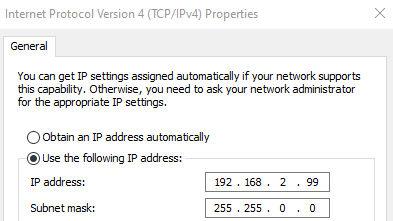 Internet Protocol Version 4 (TCP/IPv4) Properties
General
You can get IP settings assigned automatically if your network supports
this capability. Otherwise, you need to ask your network administrator
for the appropriate IP settings.
Obtain an IP address automatically
Use the following IP address:
IP address: 192 . 168 . 2 . 99
Subnet mask: 255 . 255 . 0 . 0